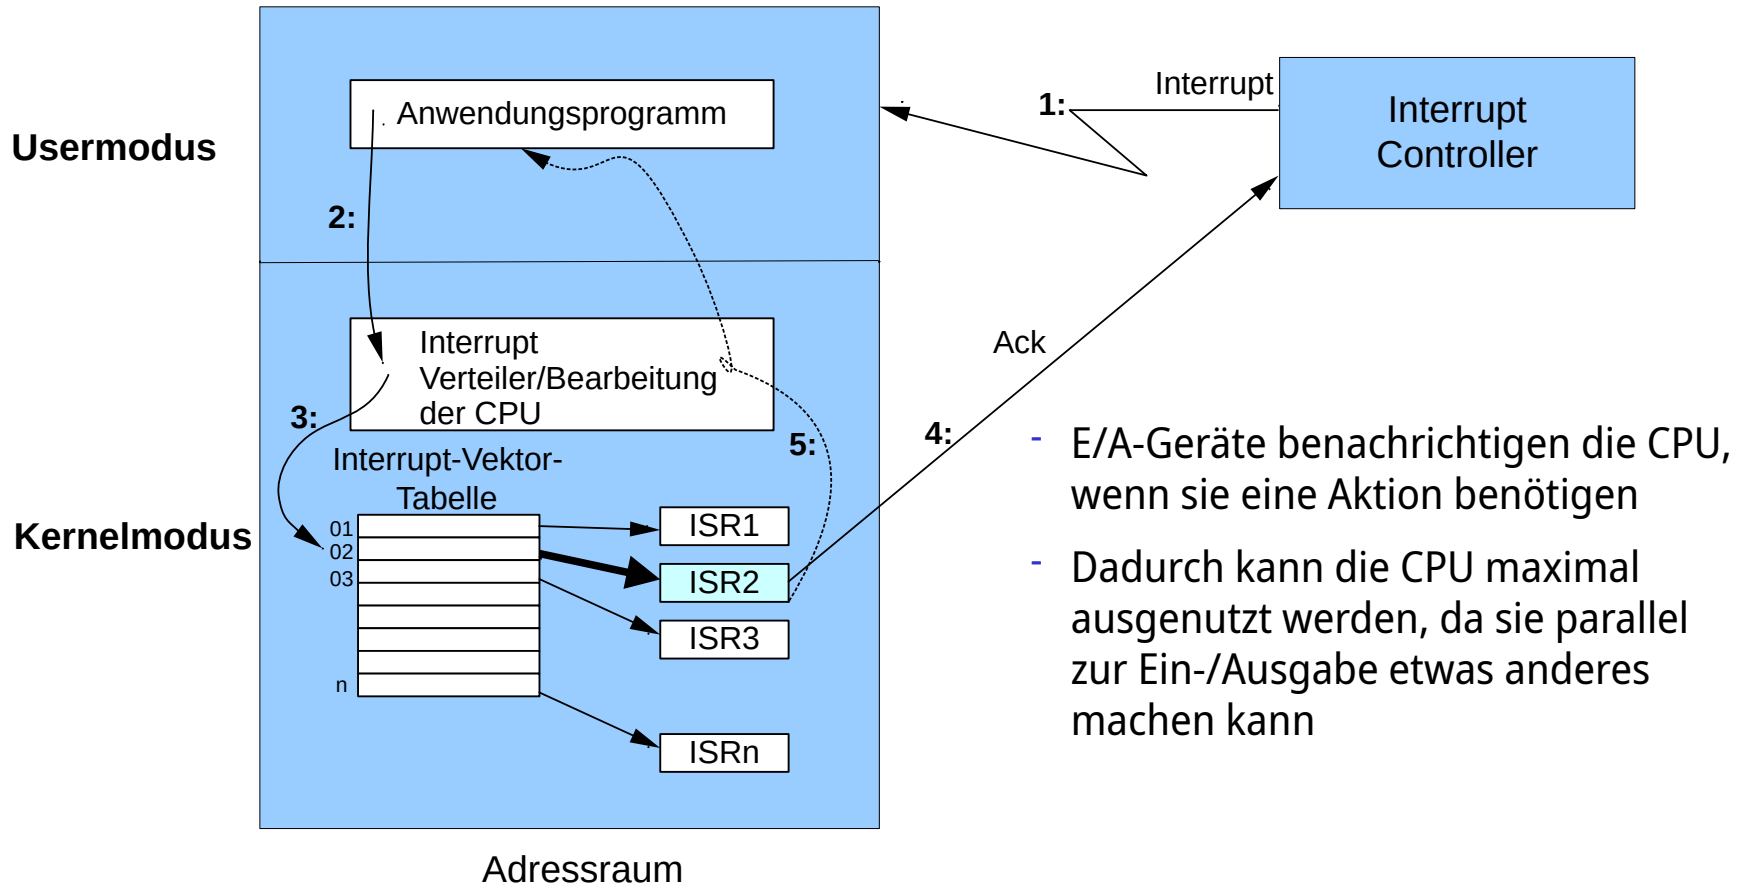 Usermodus
Anwendungsprogramm
2:
1:
Interrupt
Interrupt
Controller
Interrupt
Verteiler/Bearbeitung
der CPU
3:
Ack
4:
5:
Kernelmodus
Interrupt-Vektor-
Tabelle
01
02
03
n
ISR1
ISR2
ISR3
ISRn
- E/A-Geräte benachrichtigen die CPU,
wenn sie eine Aktion benötigen
- Dadurch kann die CPU maximal
ausgenutzt werden, da sie parallel
zur Ein-/Ausgabe etwas anderes
machen kann
Adressraum